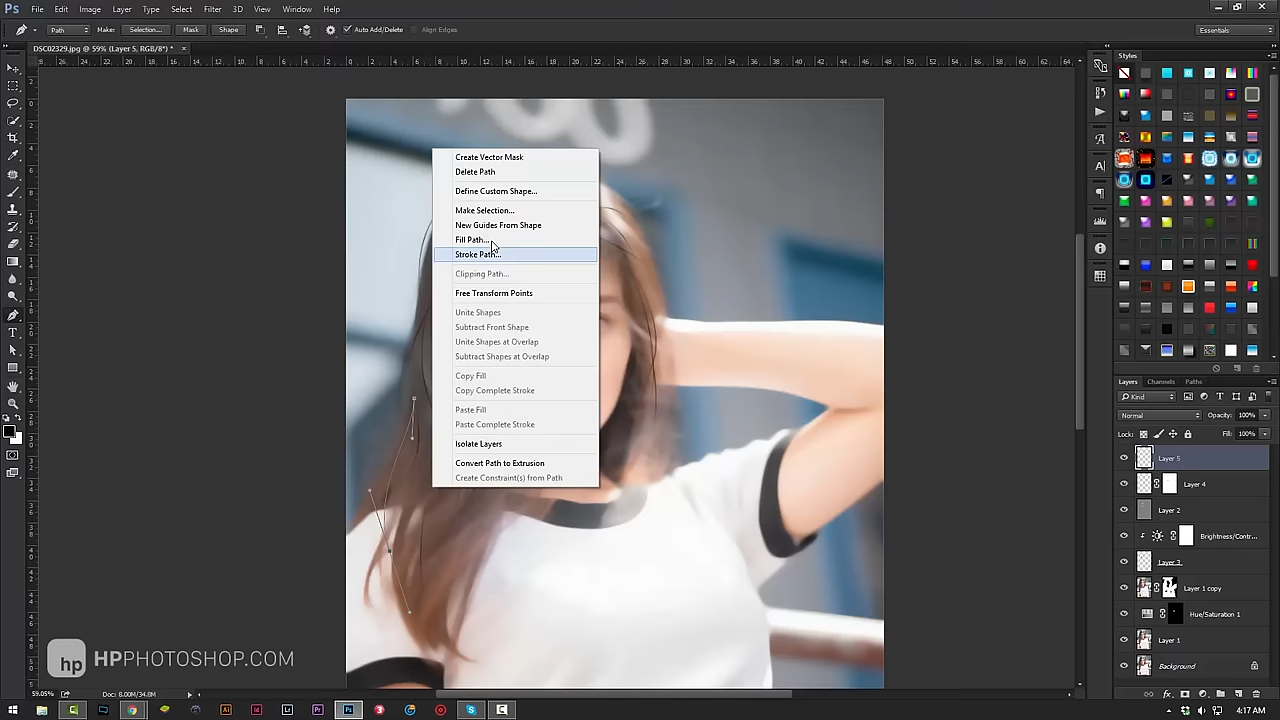 Ps File Edit Image Layer Type Select Filter 3D View Window Help
Path Make: Selection... Mask Shape Auto Add/Delete Align Edges Essentials
DSC02329.jpg @ 59% (Layer 5, RGB/8*) *
Styles
Create Vector Mask
Delete Path
Define Custom Shape...
Make Selection...
New Guides From Shape
Fill Path...
Stroke Path...
Clipping Path...
Free Transform Points
Unite Shapes
Subtract Front Shape
Unite Shapes at Overlap
Subtract Shapes at Overlap
Copy Fill
Copy Complete Stroke
Paste Fill
Paste Complete Stroke
Isolate Layers
Convert Path to Extrusion
Create Constraint(s) from Path
Layers Channels Paths
Kind
Normal Opacity: 100%
Lock: Fill: 100%
Layer 5
Layer 4
Layer 2
Brightness/Contr...
Layer 3
Layer 1 copy
Hue/Saturation 1
Layer 1
Background
hp HPPHOTOSHOP.COM
59.05% Doc: 8.00M/34.8M
4:17 AM